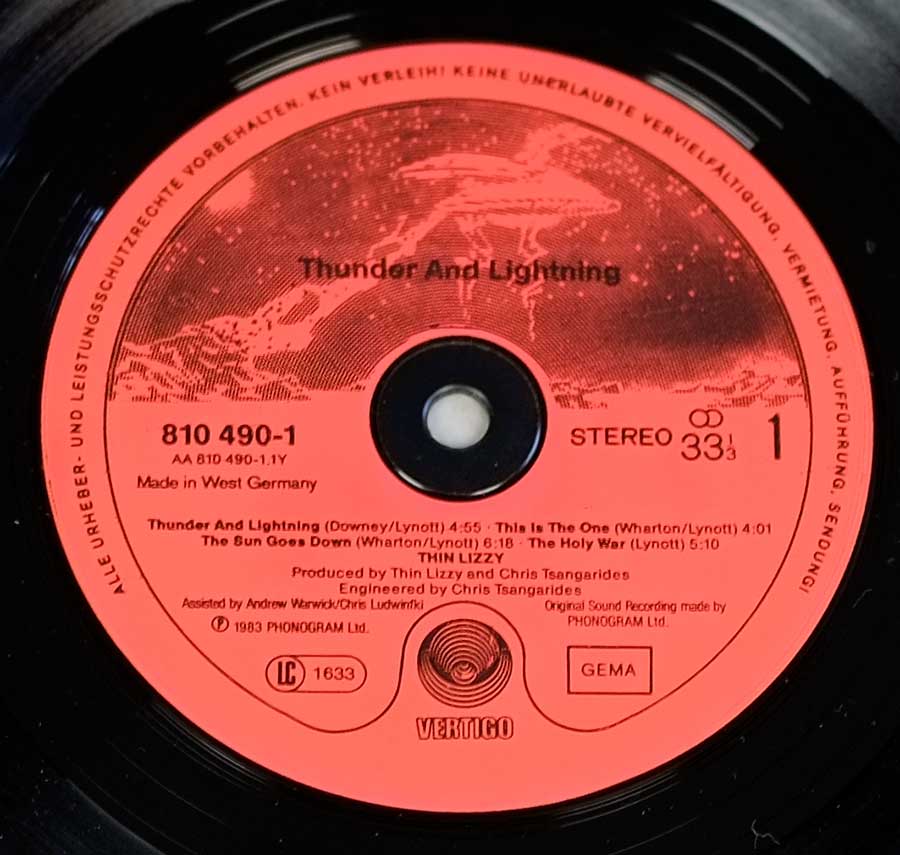 ALLE URHEBER- UND LEISTUNGSSCHUTZRECHTE VORBEHALTEN. KEIN VERLEIH! KEINE UNERLAUBTE VERVIELFÄLTIGUNG, VERMIETUNG, AUFFÜHRUNG, SENDUNG!
Thunder And Lightning
810 490-1
AA 810 490-1.1Y
Made in West Germany
STEREO 33 1/3 1
Thunder And Lightning (Downey/Lynott) 4:55 · This Is The One (Wharton/Lynott) 4:01
The Sun Goes Down (Wharton/Lynott) 6:18 · The Holy War (Lynott) 5:10
THIN LIZZY
Produced by Thin Lizzy and Chris Tsangarides
Engineered by Chris Tsangarides
Assisted by Andrew Warwick/Chris Ludwinfki
Ⓟ 1983 PHONOGRAM Ltd.
Original Sound Recording made by
PHONOGRAM Ltd.
LC 1633
GEMA
VERTIGO